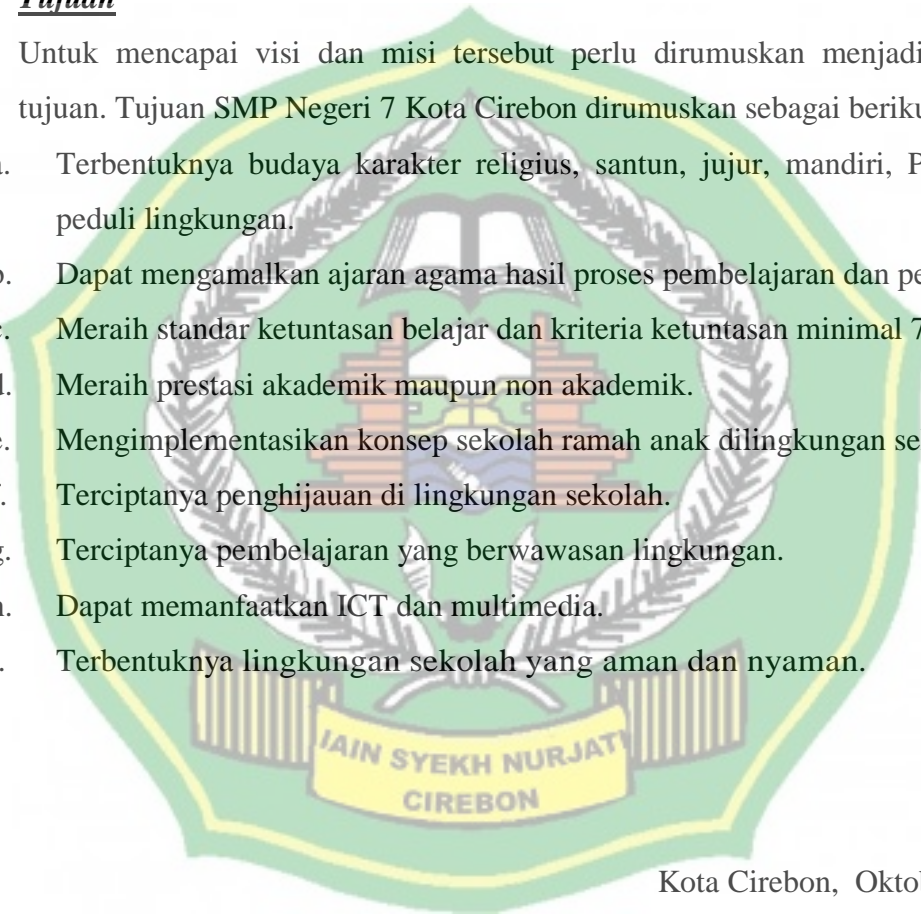 Tujuan
Untuk mencapai visi dan misi tersebut perlu dirumuskan menjadi
tujuan. Tujuan SMP Negeri 7 Kota Cirebon dirumuskan sebagai beriku
a. Terbentuknya budaya karakter religius, santun, jujur, mandiri, P
peduli lingkungan.
b. Dapat mengamalkan ajaran agama hasil proses pembelajaran dan pe
c. Meraih standar ketuntasan belajar dan kriteria ketuntasan minimal 7
d. Meraih prestasi akademik maupun non akademik.
e. Mengimplementasikan konsep sekolah ramah anak dilingkungan se
f. Terciptanya penghijauan di lingkungan sekolah.
g. Terciptanya pembelajaran yang berwawasan lingkungan.
h. Dapat memanfaatkan ICT dan multimedia.
. Terbentuknya lingkungan sekolah yang aman dan nyaman.
IAIN SYEKH NURJATI
CIREBON
Kota Cirebon, Oktob